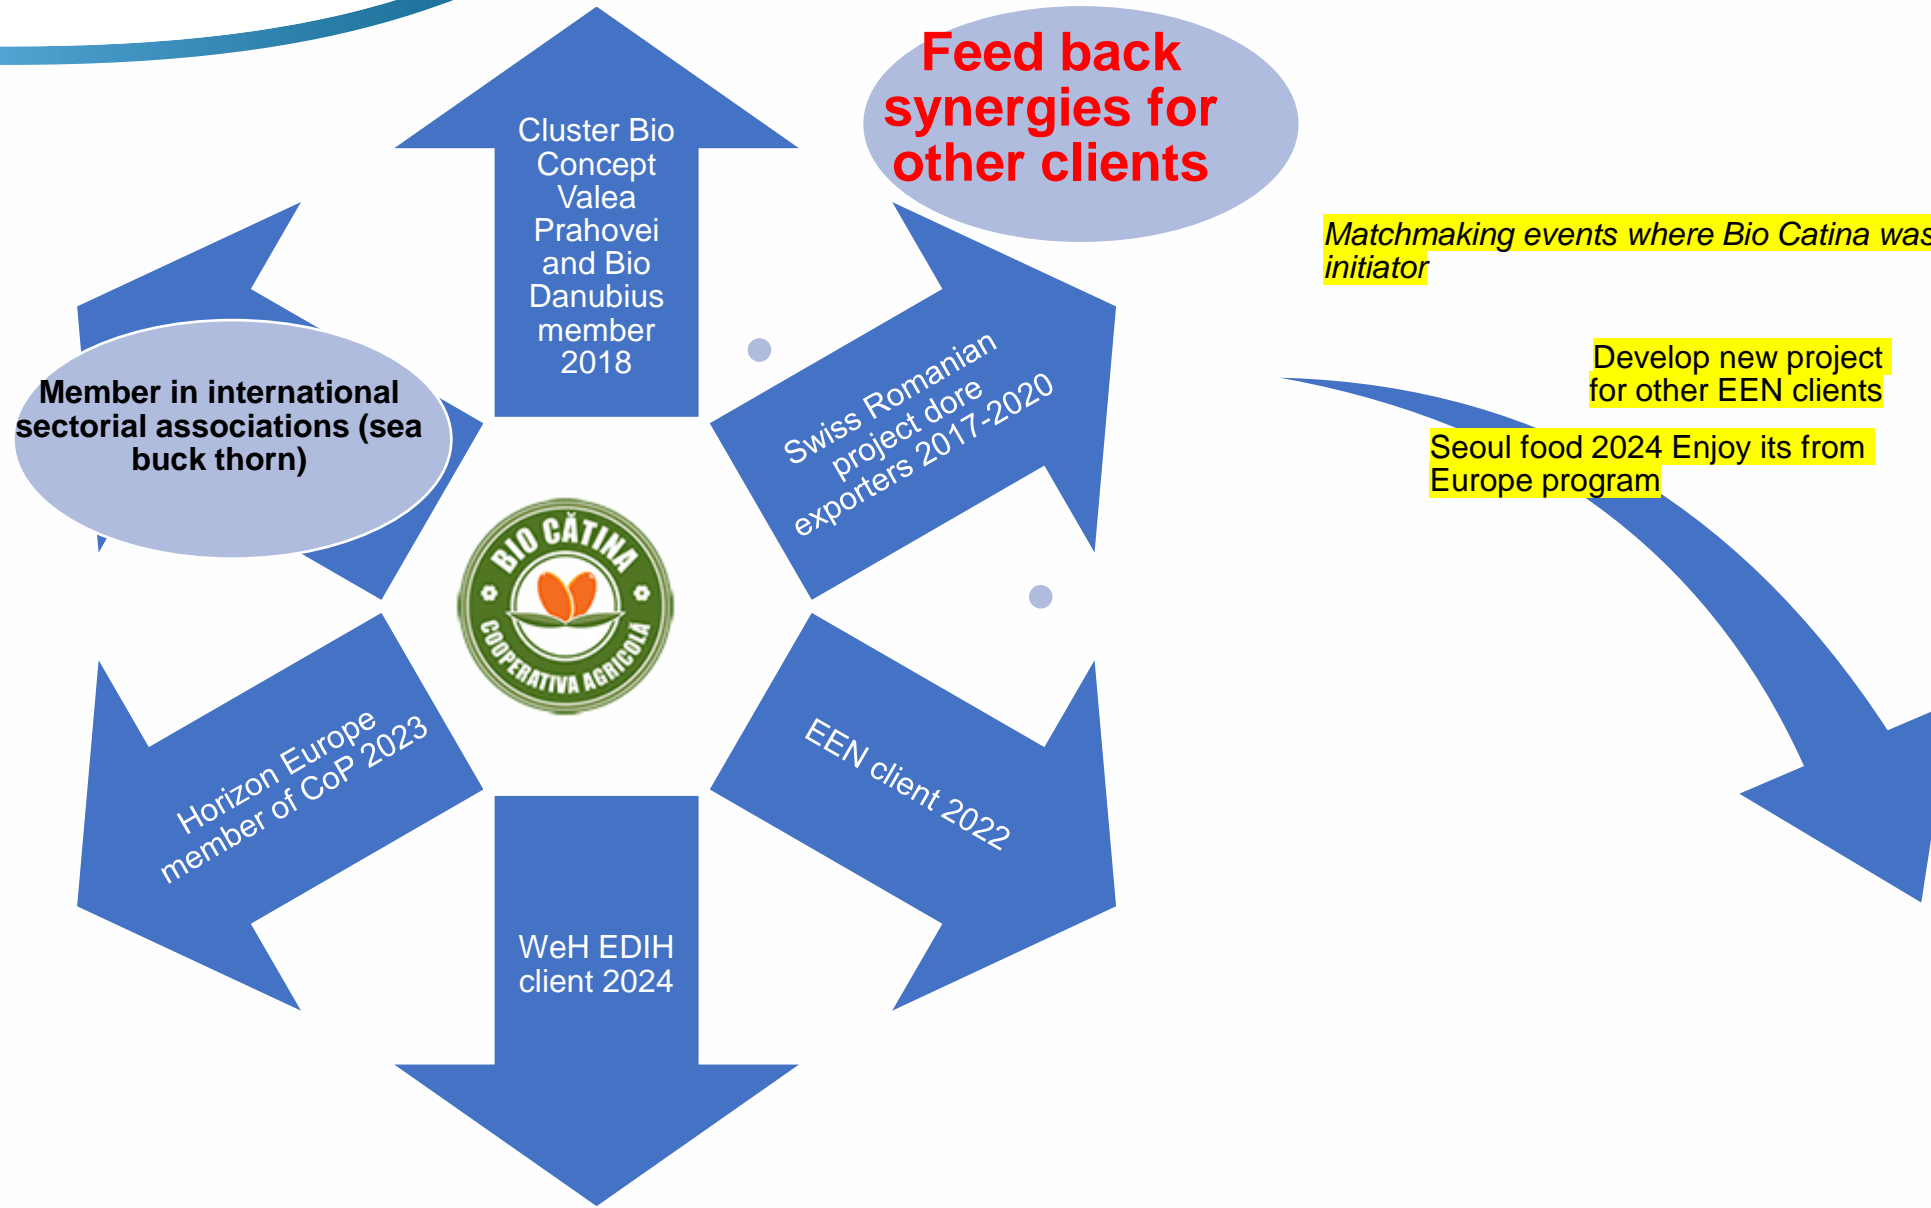 Feed back
synergies for
other clients
Cluster Bio
Concept
Valea
Prahovei
and Bio
Danubius
member
2018
Matchmaking events where Bio Catina was
initiator
Swiss Romanian
project dore
exporters 2017-2020
Develop new project
for other EEN clients
Member in international
sectorial associations (sea
buck thorn)
Seoul food 2024 Enjoy its from
Europe program
BIO CĂTINA
COOPERATIVA AGRICOLĂ
Horizon Europe
member of CoP 2023
EEN client 2022
WeH EDIH
client 2024